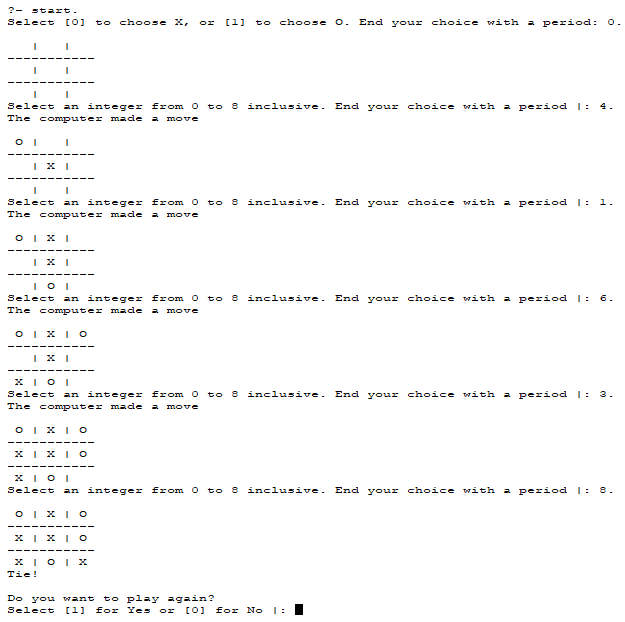 ?- start.
Select [0] to choose X, or [1] to choose O. End your choice with a period: 0.
   |   |
-----------
   |   |
-----------
   |   |
Select an integer from 0 to 8 inclusive. End your choice with a period |: 4.
The computer made a move
 O |   |
-----------
   | X |
-----------
   |   |
Select an integer from 0 to 8 inclusive. End your choice with a period |: 1.
The computer made a move
 O | X |
-----------
   | X |
-----------
   | O |
Select an integer from 0 to 8 inclusive. End your choice with a period |: 6.
The computer made a move
 O | X | O
-----------
   | X |
-----------
 X | O |
Select an integer from 0 to 8 inclusive. End your choice with a period |: 3.
The computer made a move
 O | X | O
-----------
 X | X | O
-----------
 X | O |
Select an integer from 0 to 8 inclusive. End your choice with a period |: 8.
 O | X | O
-----------
 X | X | O
-----------
 X | O | X
Tie!
Do you want to play again?
Select [1] for Yes or [0] for No |: